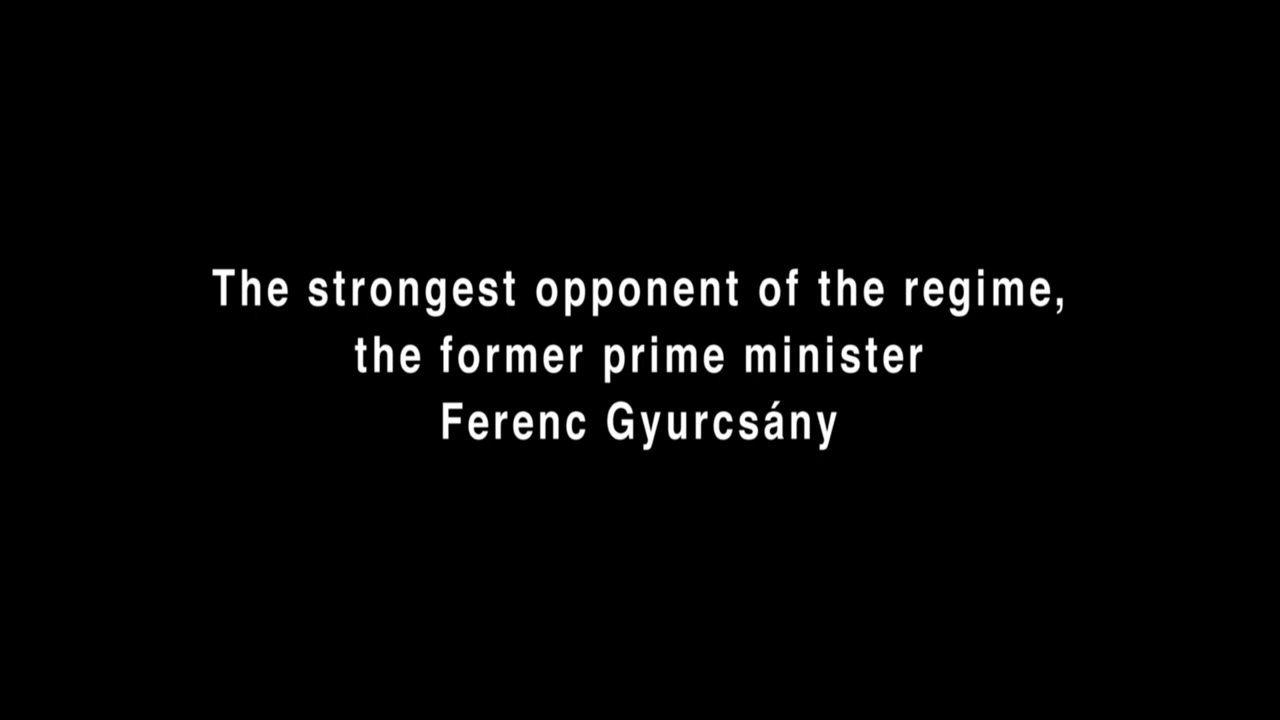 The strongest opponent of the regime,
the former prime minister
Ferenc Gyurcsány